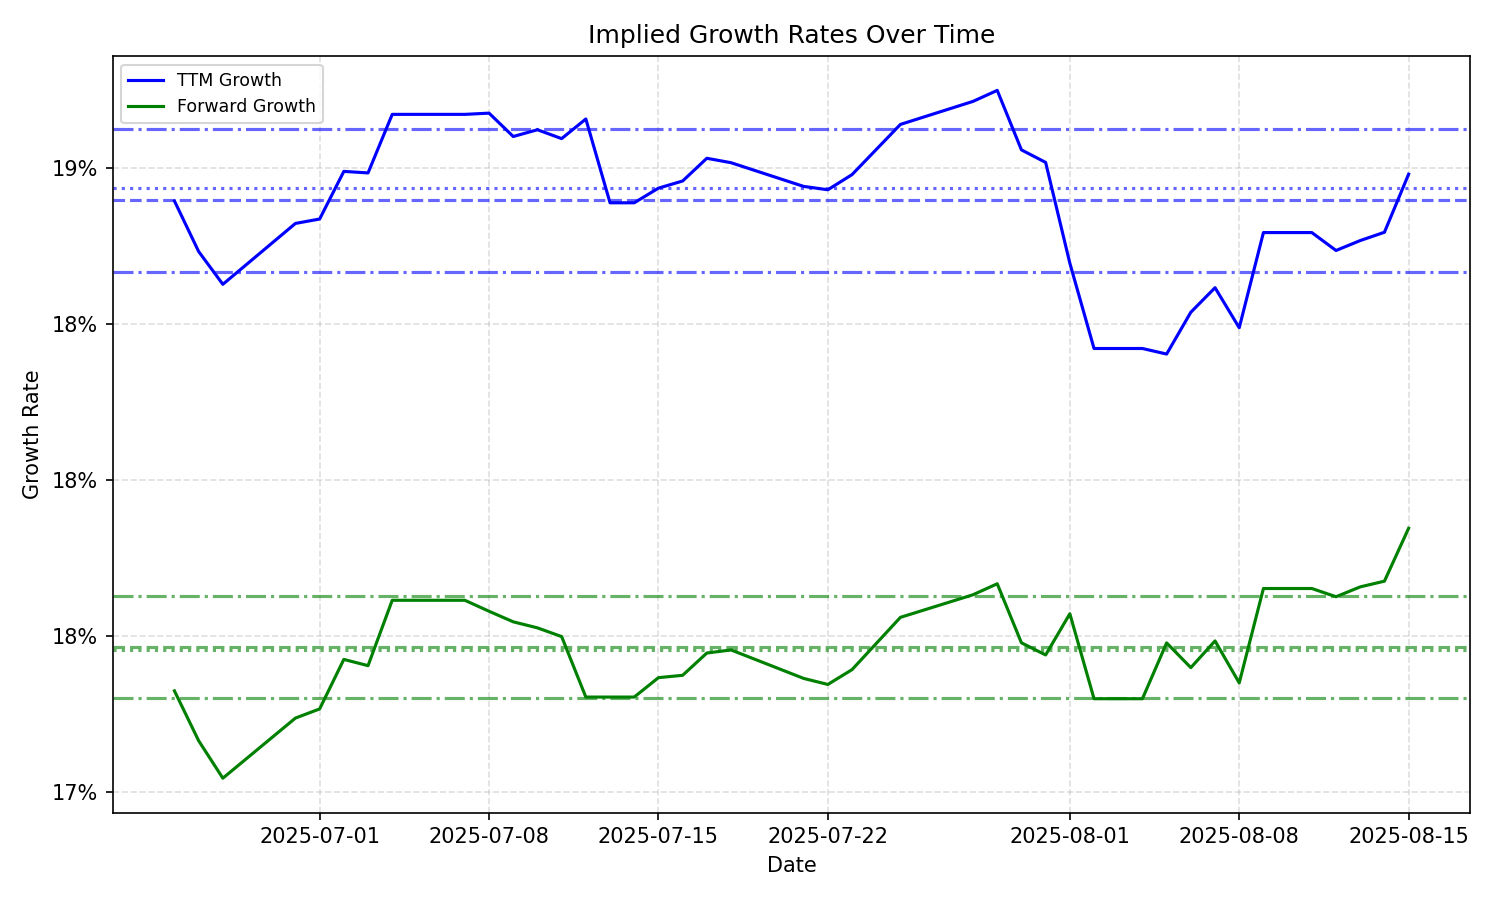 Implied Growth Rates Over Time
TTM Growth
Forward Growth
19%
18%
18%
18%
17%
Growth Rate
2025-07-01
2025-07-08
2025-07-15
2025-07-22
2025-08-01
2025-08-08
2025-08-15
Date